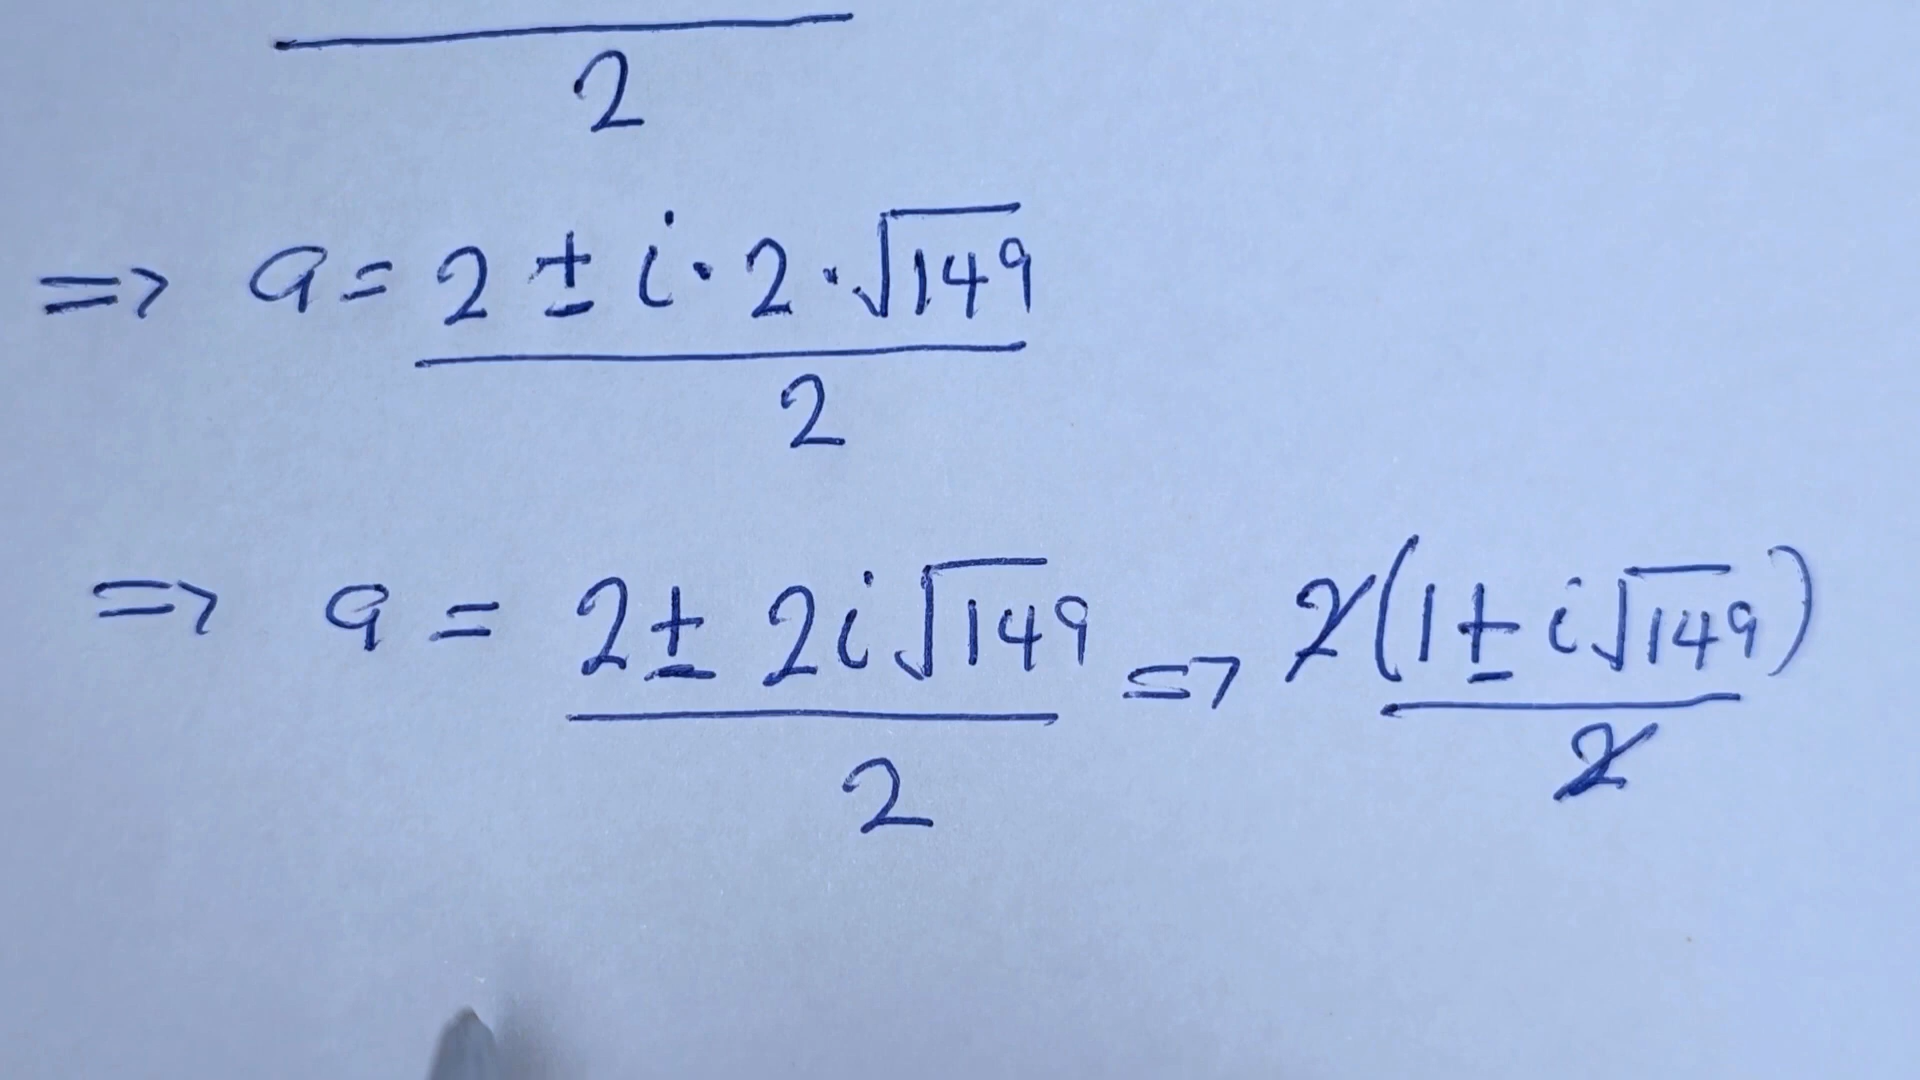 2
=> a = 2 ± i · 2 · √149
2
=> a = 2 ± 2i√149 => 2(1 ± i√149)
2 2